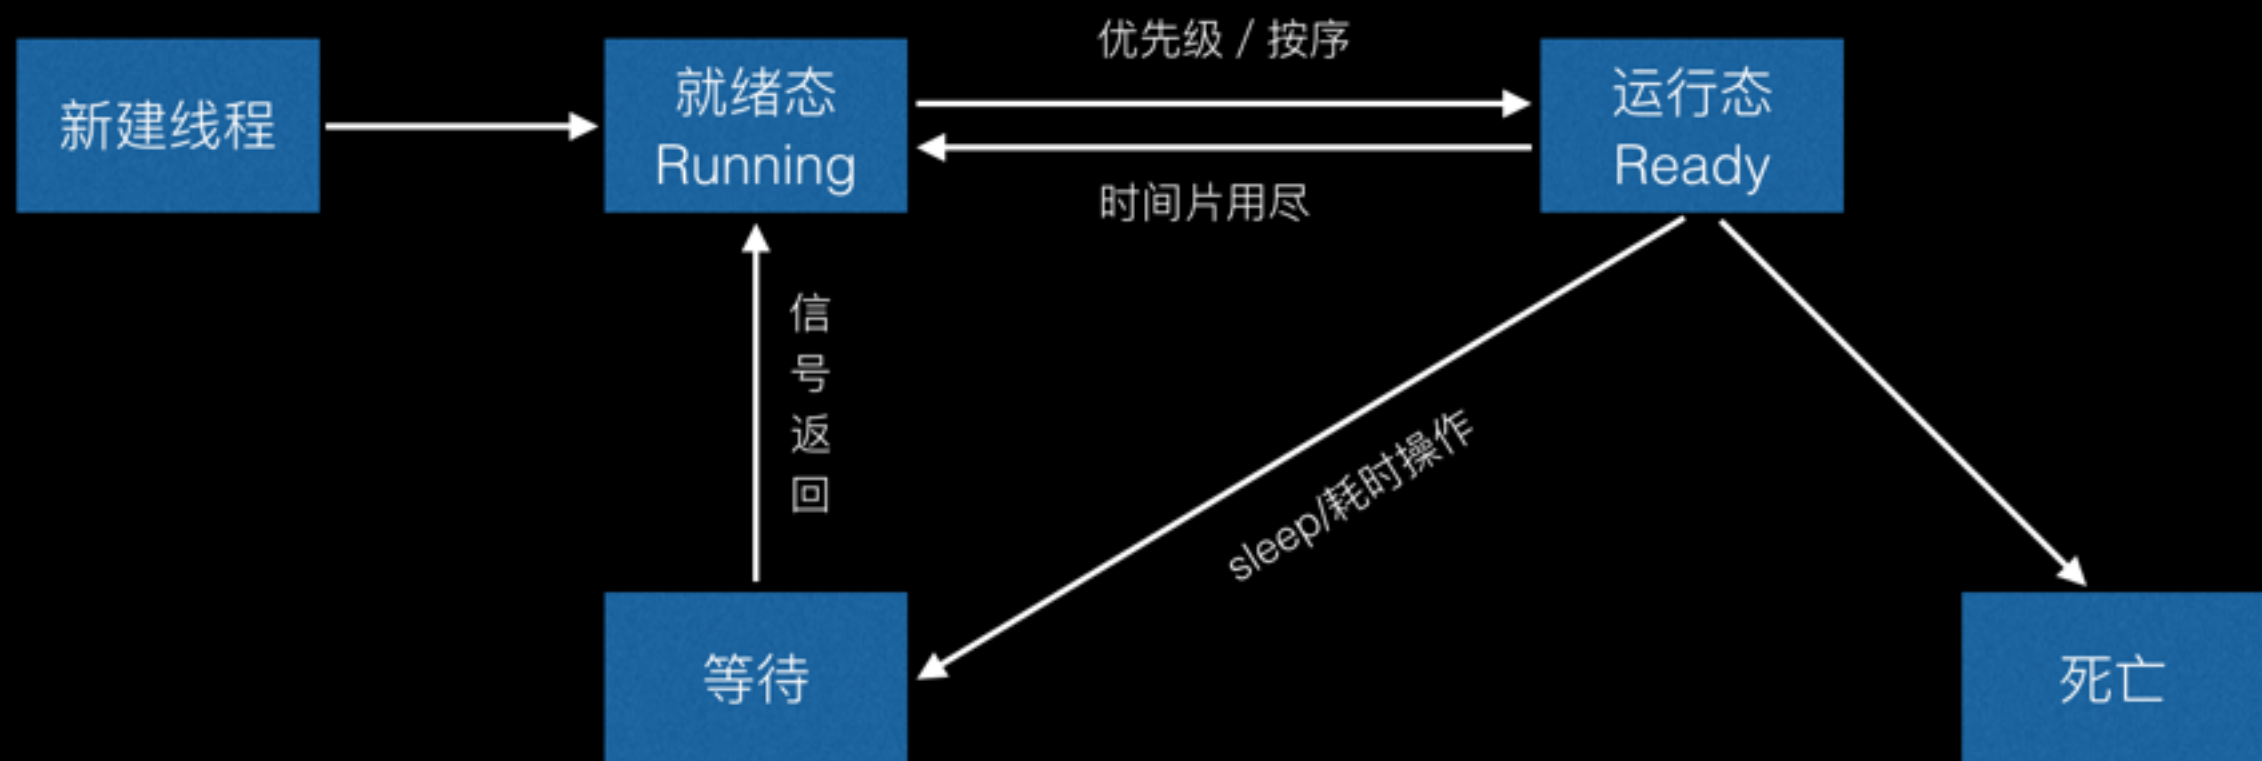 新建线程
就绪态
Running
优先级 / 按序
时间片用尽
运行态
Ready
信
号
返
回
sleep/耗时操作
等待
死亡